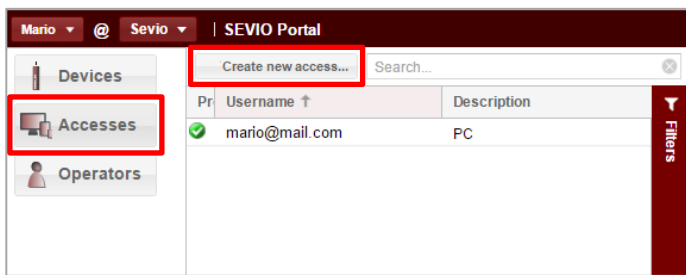 Mario @ Sevio | SEVIO Portal
Devices
Accesses
Operators
Create new access... Search...
Pr Username Description
mario@mail.com PC
Filters